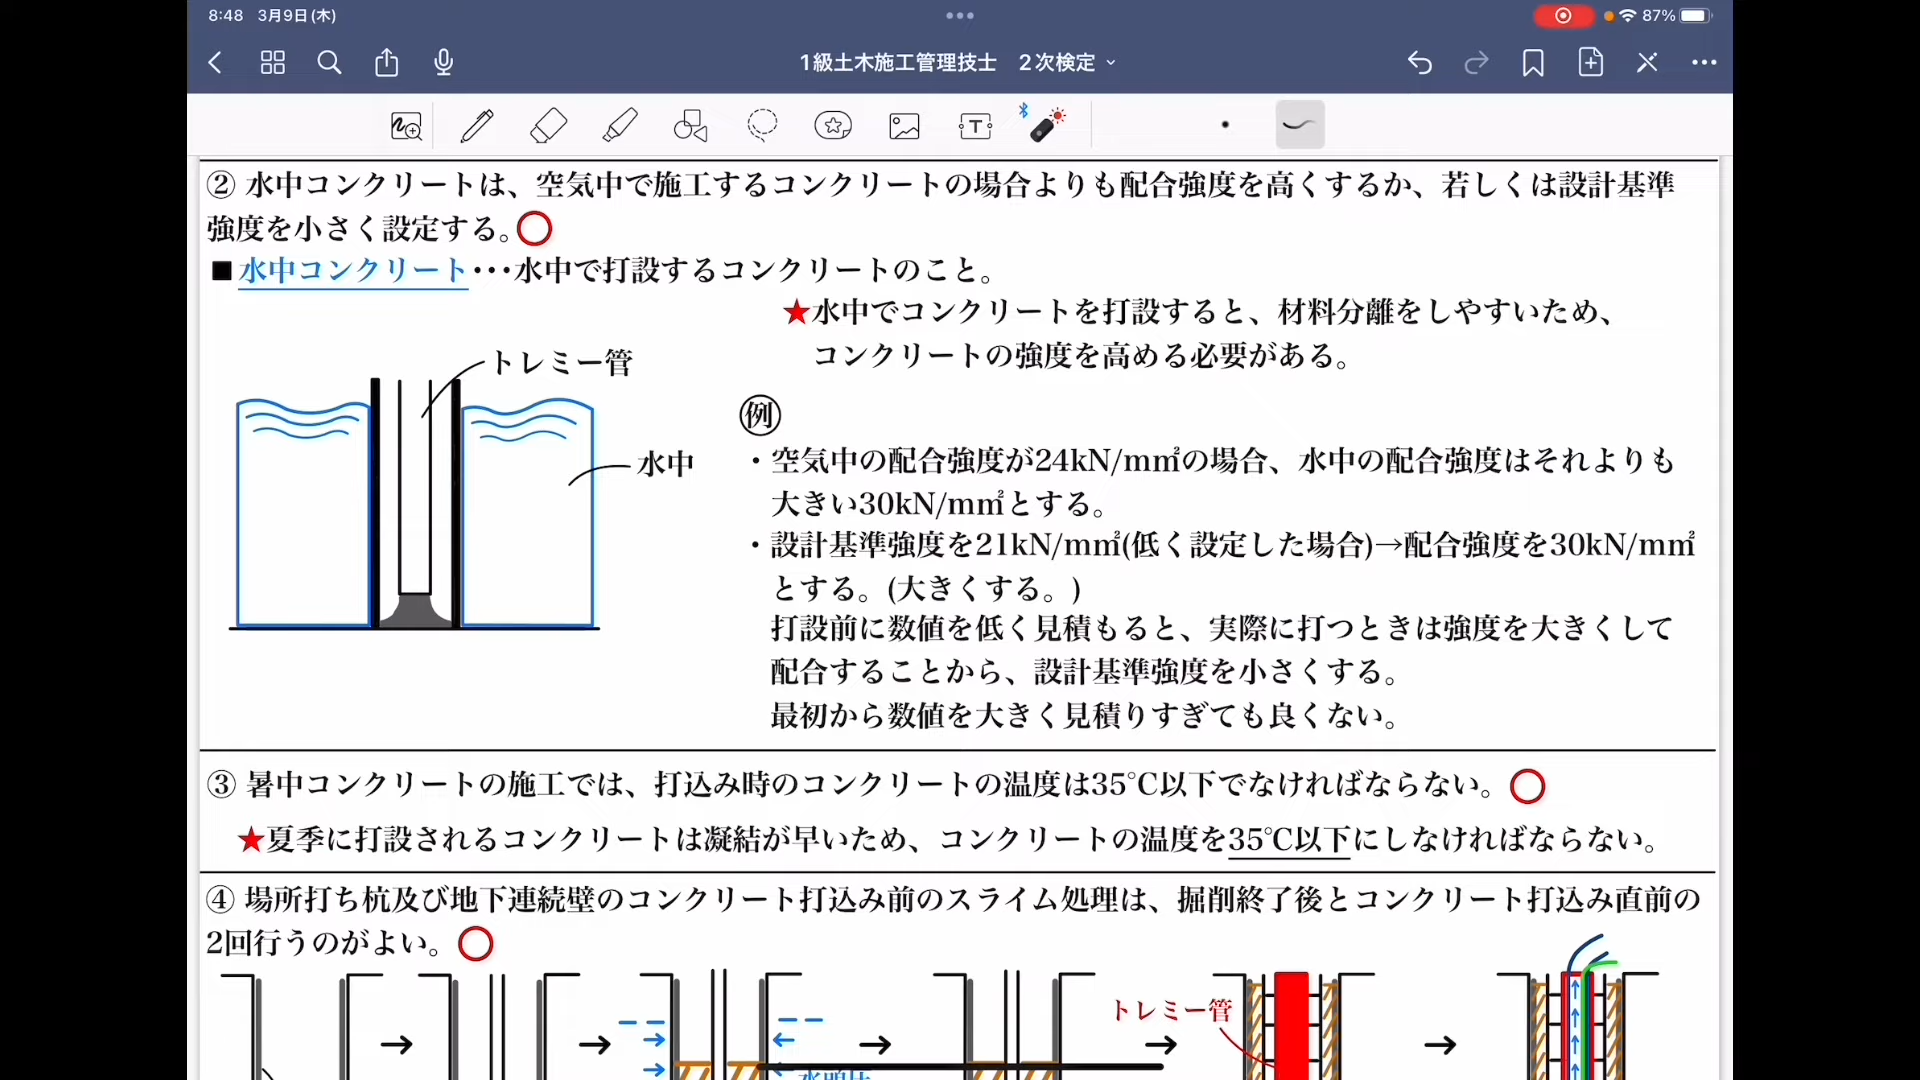 8:48 3月9日(木)
87%
1級土木施工管理技士 2次検定
② 水中コンクリートは、空気中で施工するコンクリートの場合よりも配合強度を高くするか、若しくは設計基準
強度を小さく設定する。
■水中コンクリート･･･水中で打設するコンクリートのこと。
★水中でコンクリートを打設すると、材料分離をしやすいため、
コンクリートの強度を高める必要がある。
トレミー管
例
水中
・空気中の配合強度が24kN/m㎡の場合、水中の配合強度はそれよりも
大きい30kN/m㎡とする。
・設計基準強度を21kN/m㎡(低く設定した場合)→配合強度を30kN/m㎡
とする。(大きくする。)
打設前に数値を低く見積もると、実際に打つときは強度を大きくして
配合することから、設計基準強度を小さくする。
最初から数値を大きく見積りすぎても良くない。
③ 暑中コンクリートの施工では、打込み時のコンクリートの温度は35℃以下でなければならない。
★夏季に打設されるコンクリートは凝結が早いため、コンクリートの温度を35℃以下にしなければならない。
④ 場所打ち杭及び地下連続壁のコンクリート打込み前のスライム処理は、掘削終了後とコンクリート打込み直前の
2回行うのがよい。
トレミー管